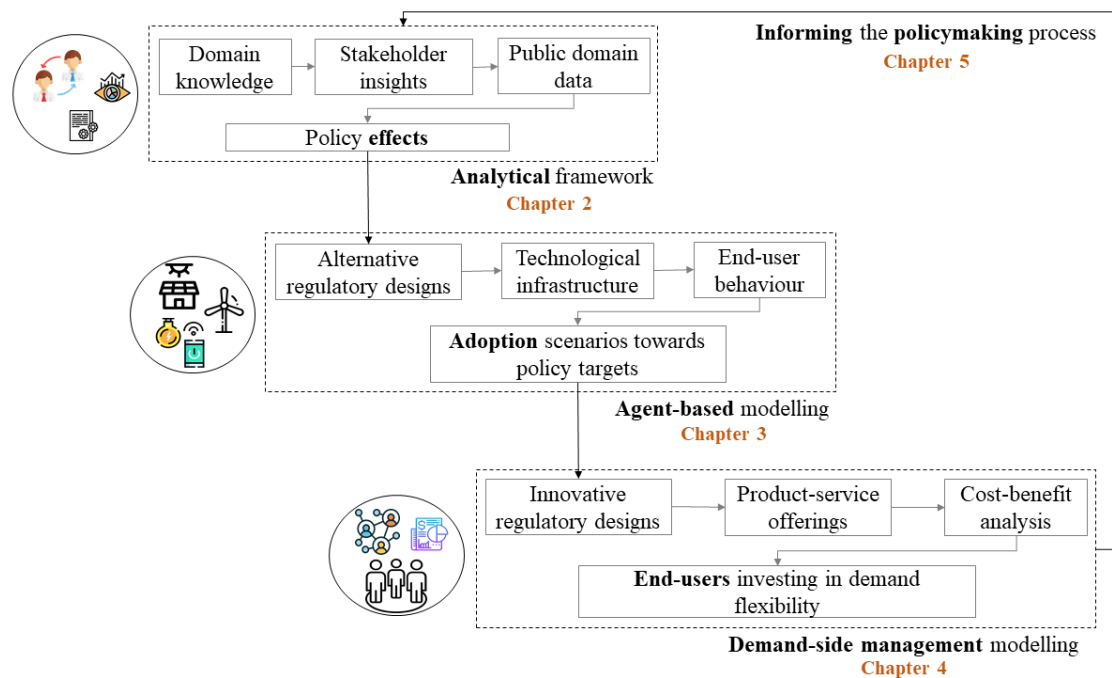 Domain
knowledge
Stakeholder
insights
Public domain
data
Policy effects
Analytical framework
Chapter 2
Informing the policymaking process
Chapter 5
Alternative
regulatory designs
Technological
infrastructure
End-user
behaviour
Adoption scenarios towards
policy targets
Agent-based modelling
Chapter 3
Innovative
regulatory designs
Product-service
offerings
Cost-benefit
analysis
End-users investing in demand
flexibility
Demand-side management modelling
Chapter 4